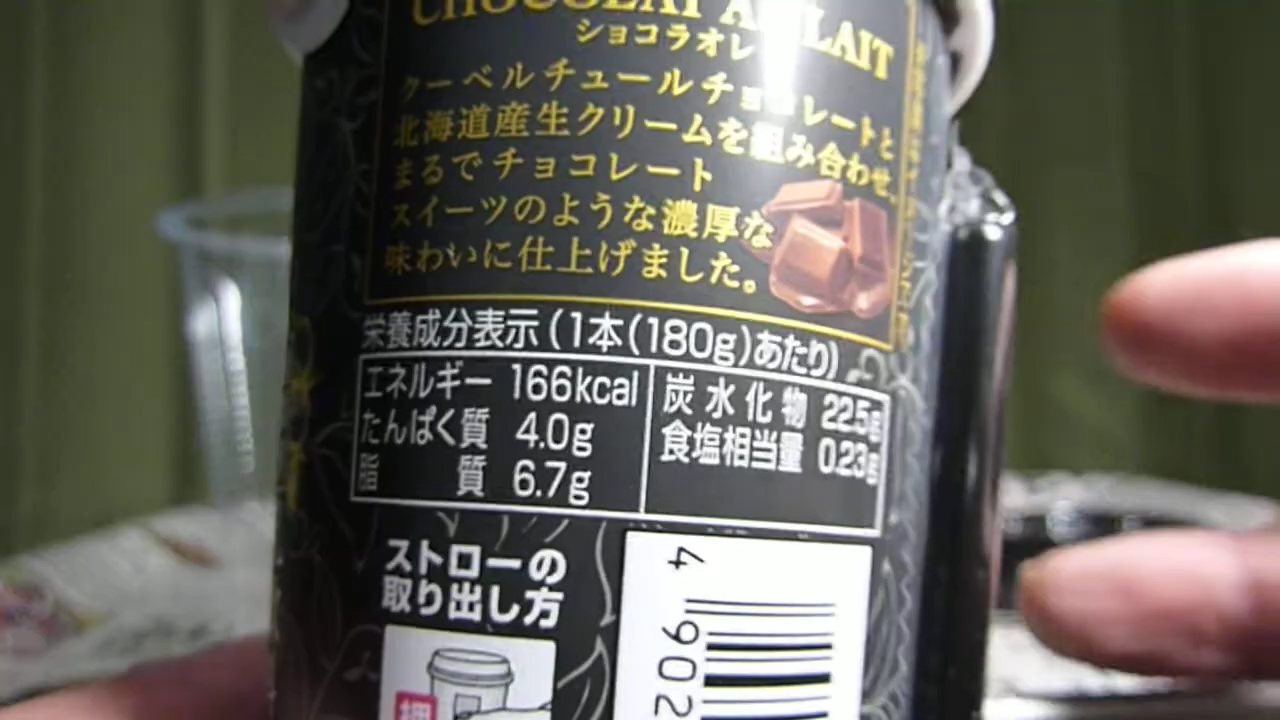 CHOCOLAT AU LAIT
ショコラオレ
クーベルチュールチョコレートと
北海道産生クリームを組み合わせ、
まるでチョコレート
スイーツのような濃厚な
味わいに仕上げました。
栄養成分表示(1本(180g)あたり)
エネルギー 166kcal
たんぱく質 4.0g
脂 質 6.7g
炭水化物 22.5g
食塩相当量 0.23g
ストローの
取り出し方
押
4 902